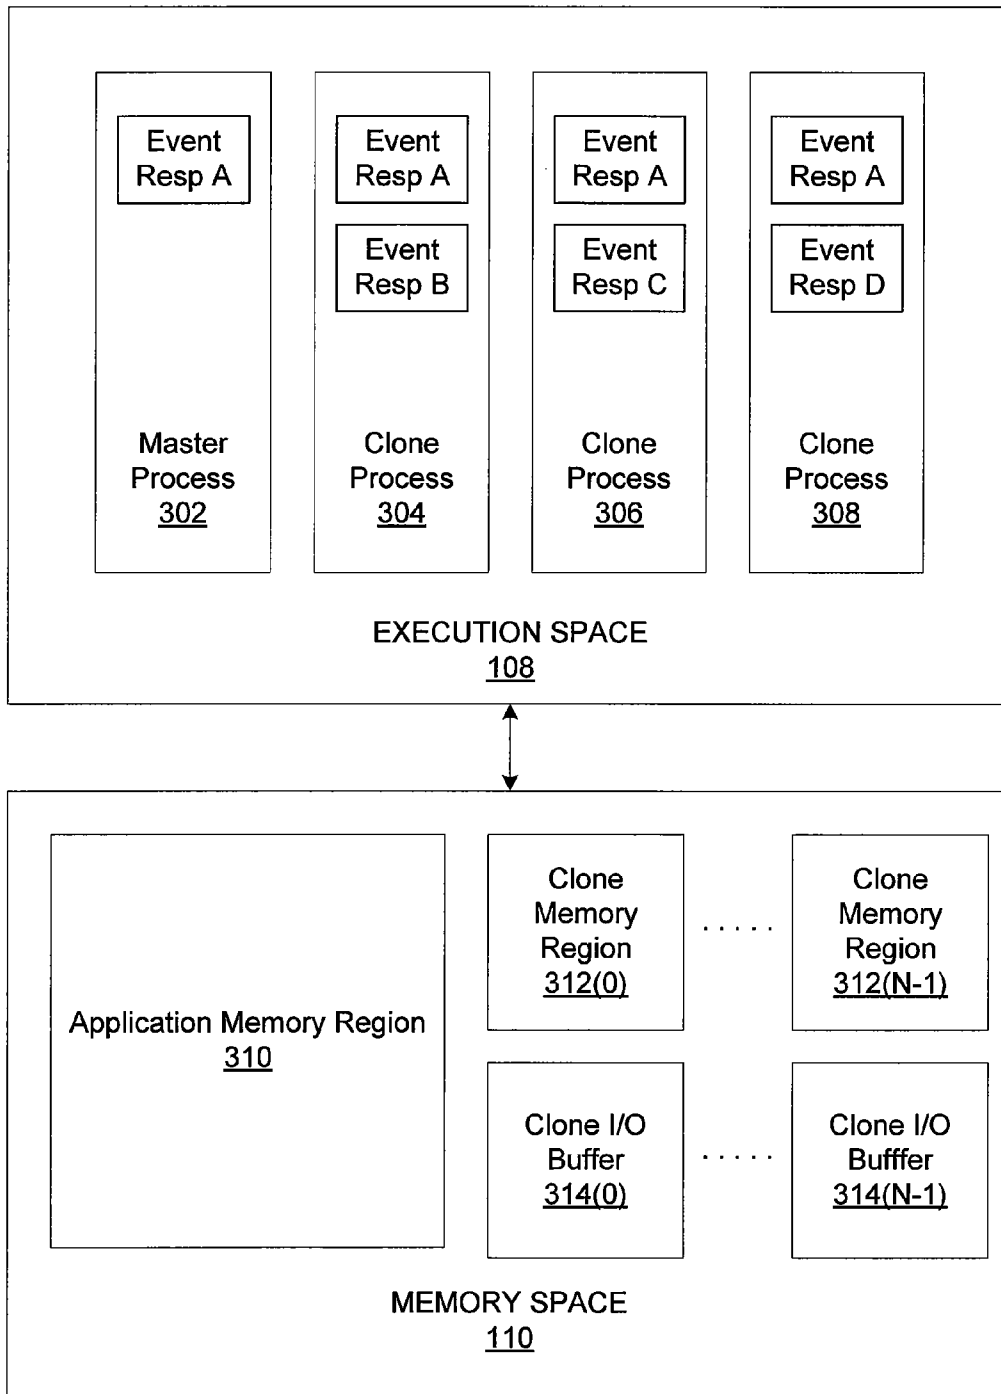 Event
Resp A
Event
Resp A
Event
Resp B
Event
Resp A
Event
Resp C
Event
Resp A
Event
Resp D
Master
Process
302
Clone
Process
304
Clone
Process
306
Clone
Process
308
EXECUTION SPACE
108
Application Memory Region
310
Clone
Memory
Region
312(0)
. . . . .
Clone
Memory
Region
312(N-1)
Clone I/O
Buffer
314(0)
. . . . .
Clone I/O
Bufffer
314(N-1)
MEMORY SPACE
110